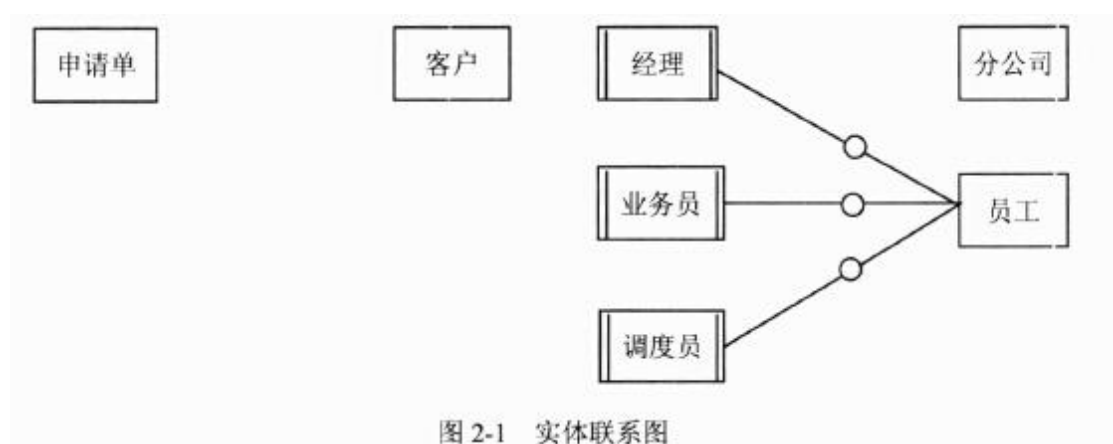 申请单
客户
经理
分公司
业务员
员工
调度员
图 2-1 实体联系图